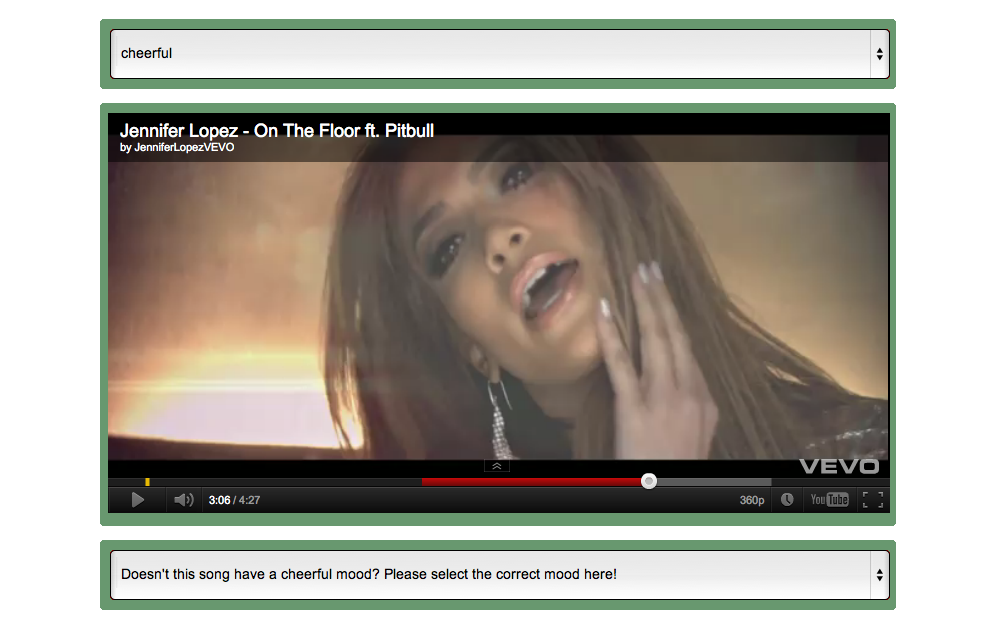 cheerful
Jennifer Lopez - On The Floor ft. Pitbull
by JenniferLopezVEVO
VEVO
3:06 / 4:27
360p
YouTube
Doesn't this song have a cheerful mood? Please select the correct mood here!